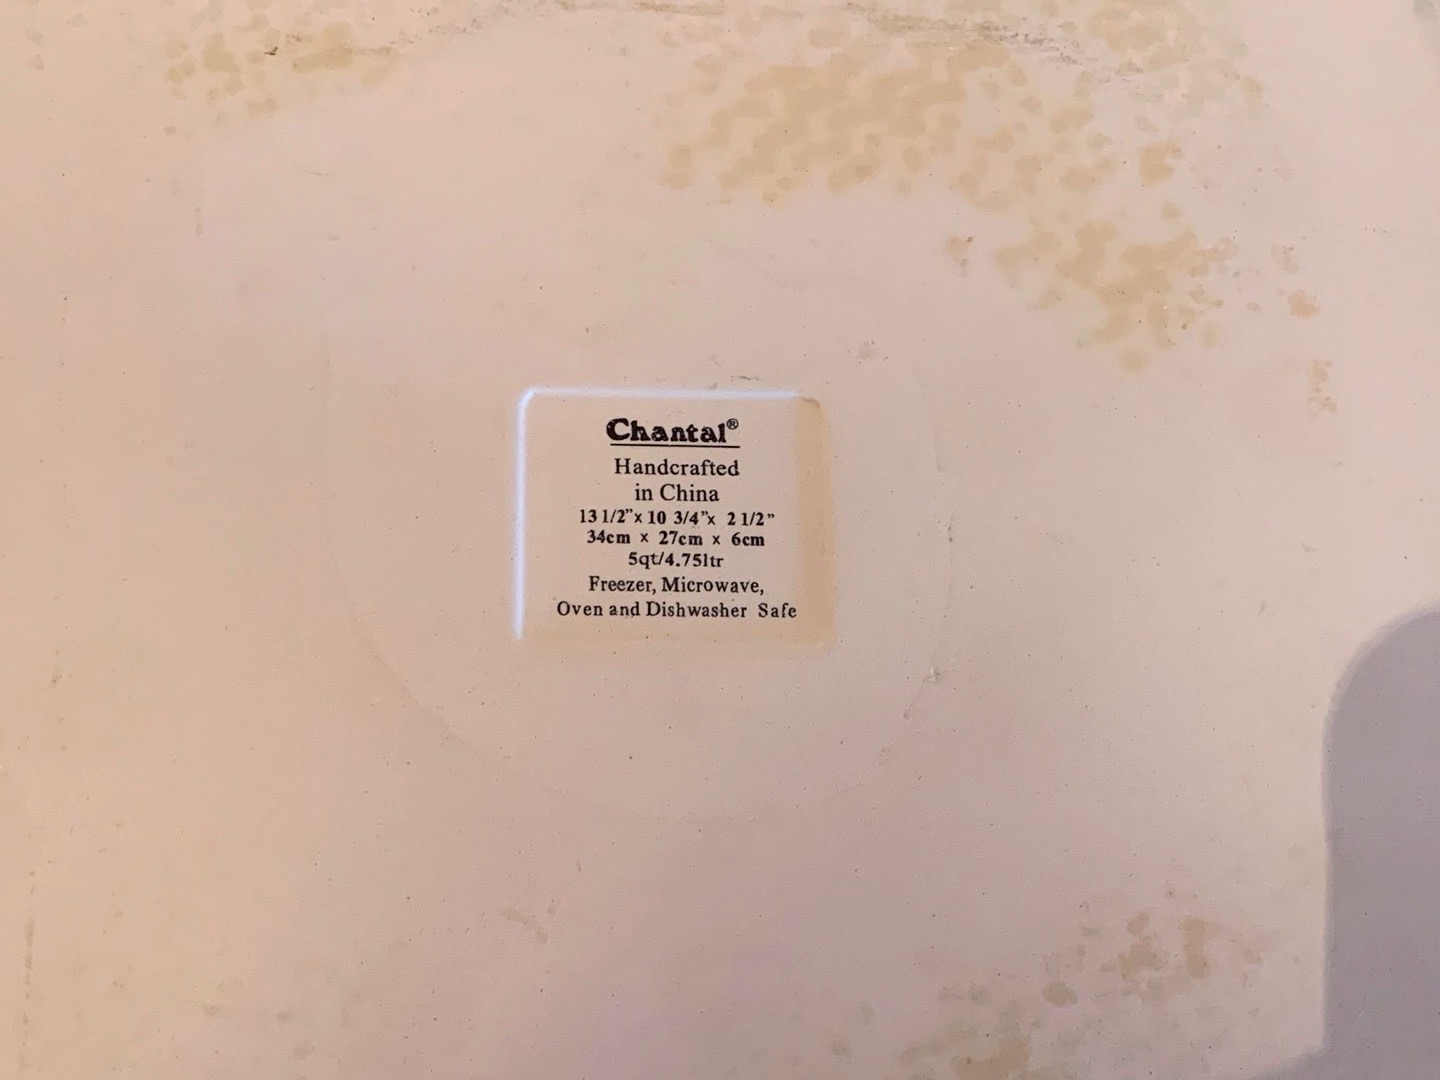 Chantal®
Handcrafted
in China
13 1/2”x 10 3/4”x 2 1/2”
34cm x 27cm x 6cm
5qt/4.75ltr
Freezer, Microwave,
Oven and Dishwasher Safe